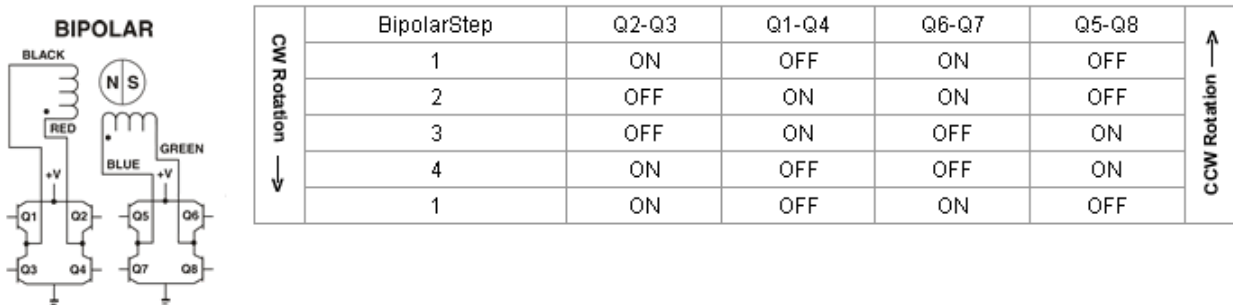 BIPOLAR
BLACK
N S
RED
GREEN
BLUE
+V +V
Q1 Q2 Q5 Q6
Q3 Q4 Q7 Q8
CW Rotation
BipolarStep Q2-Q3 Q1-Q4 Q6-Q7 Q5-Q8
1 ON OFF ON OFF
2 OFF ON ON OFF
3 OFF ON OFF ON
4 ON OFF OFF ON
1 ON OFF ON OFF
CCW Rotation